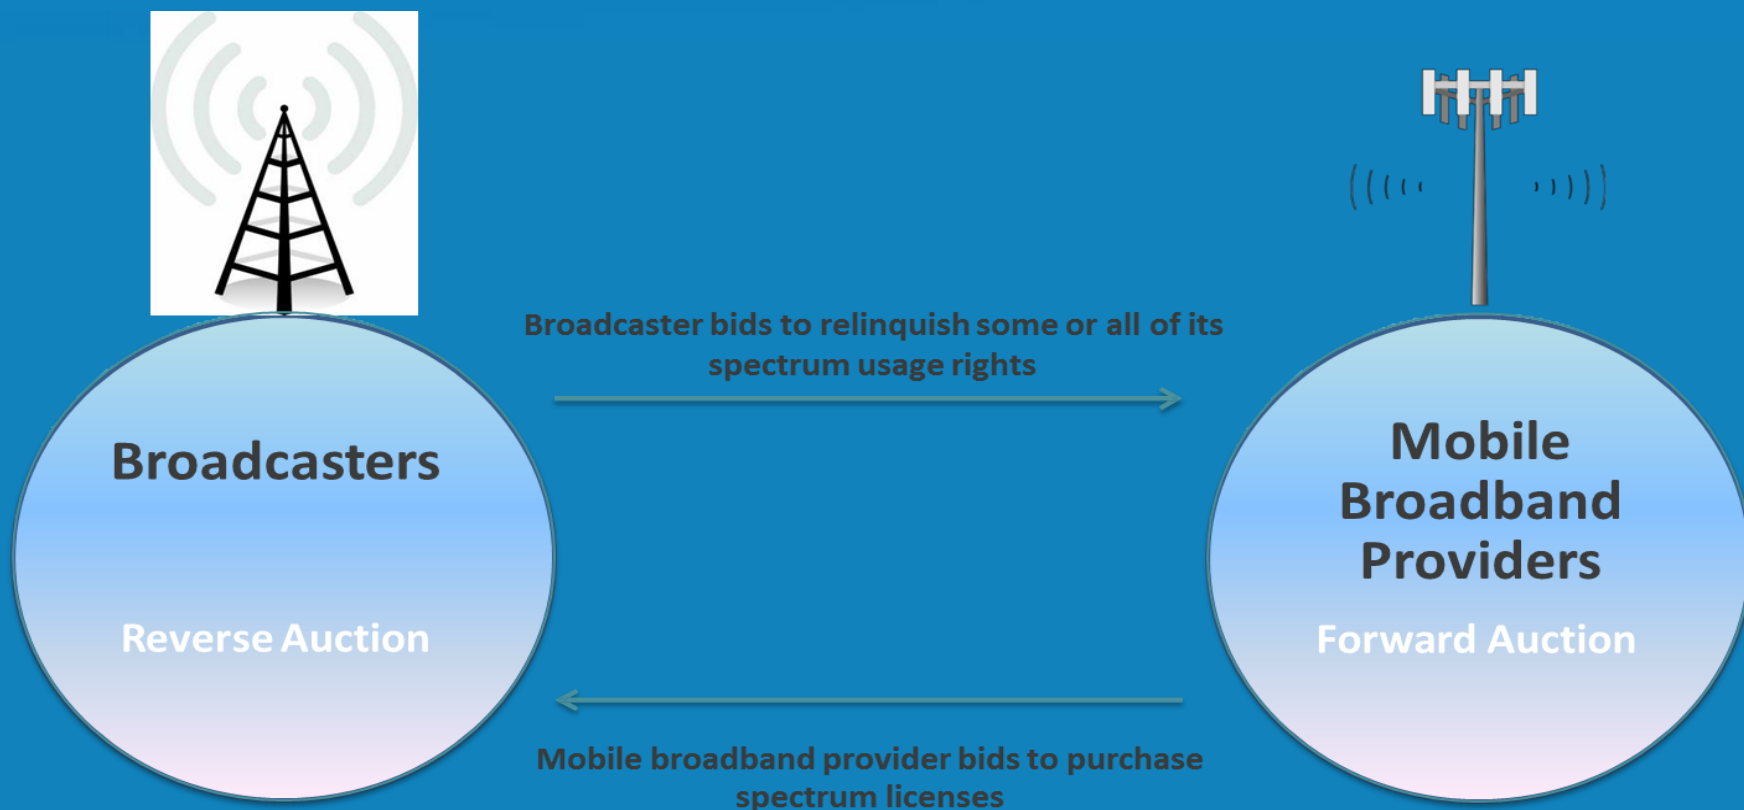 Broadcaster bids to relinquish some or all of its
spectrum usage rights
Broadcasters
Reverse Auction
Mobile
Broadband
Providers
Forward Auction
Mobile broadband provider bids to purchase
spectrum licenses